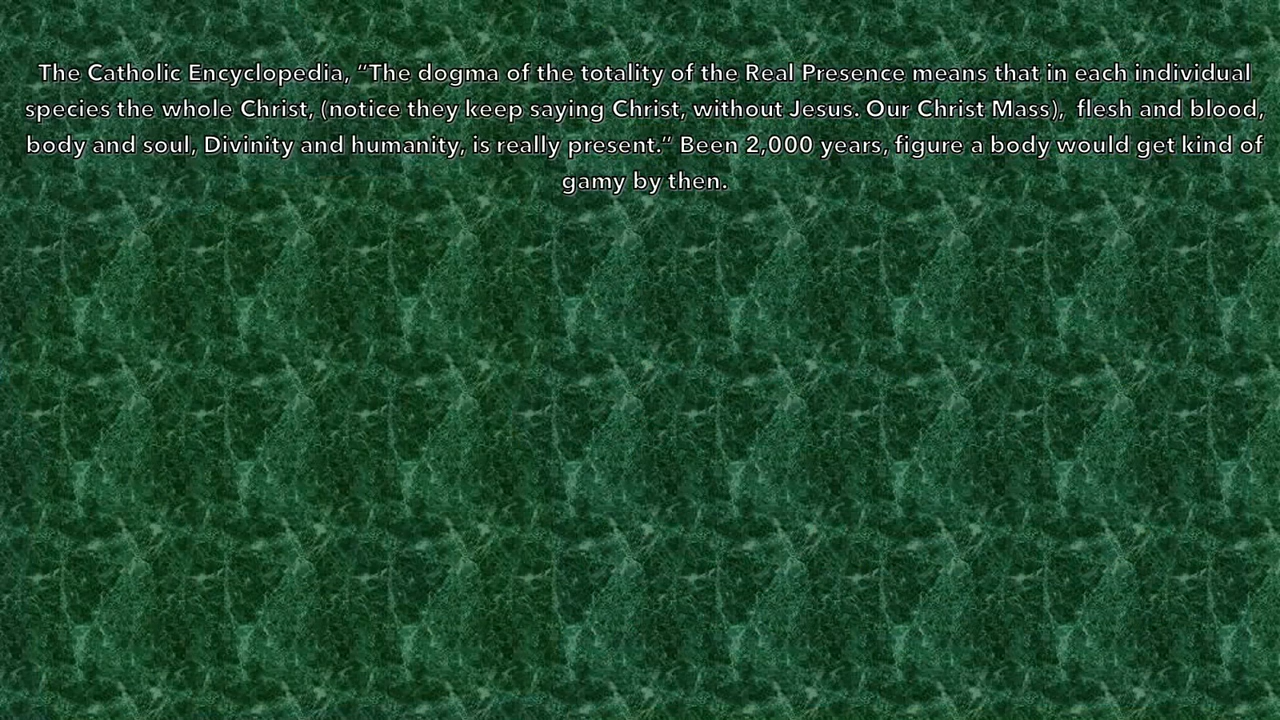 The Catholic Encyclopedia, “The dogma of the totality of the Real Presence means that in each individual
species the whole Christ, (notice they keep saying Christ, without Jesus. Our Christ Mass),  flesh and blood,
body and soul, Divinity and humanity, is really present.” Been 2,000 years, figure a body would get kind of
gamy by then.